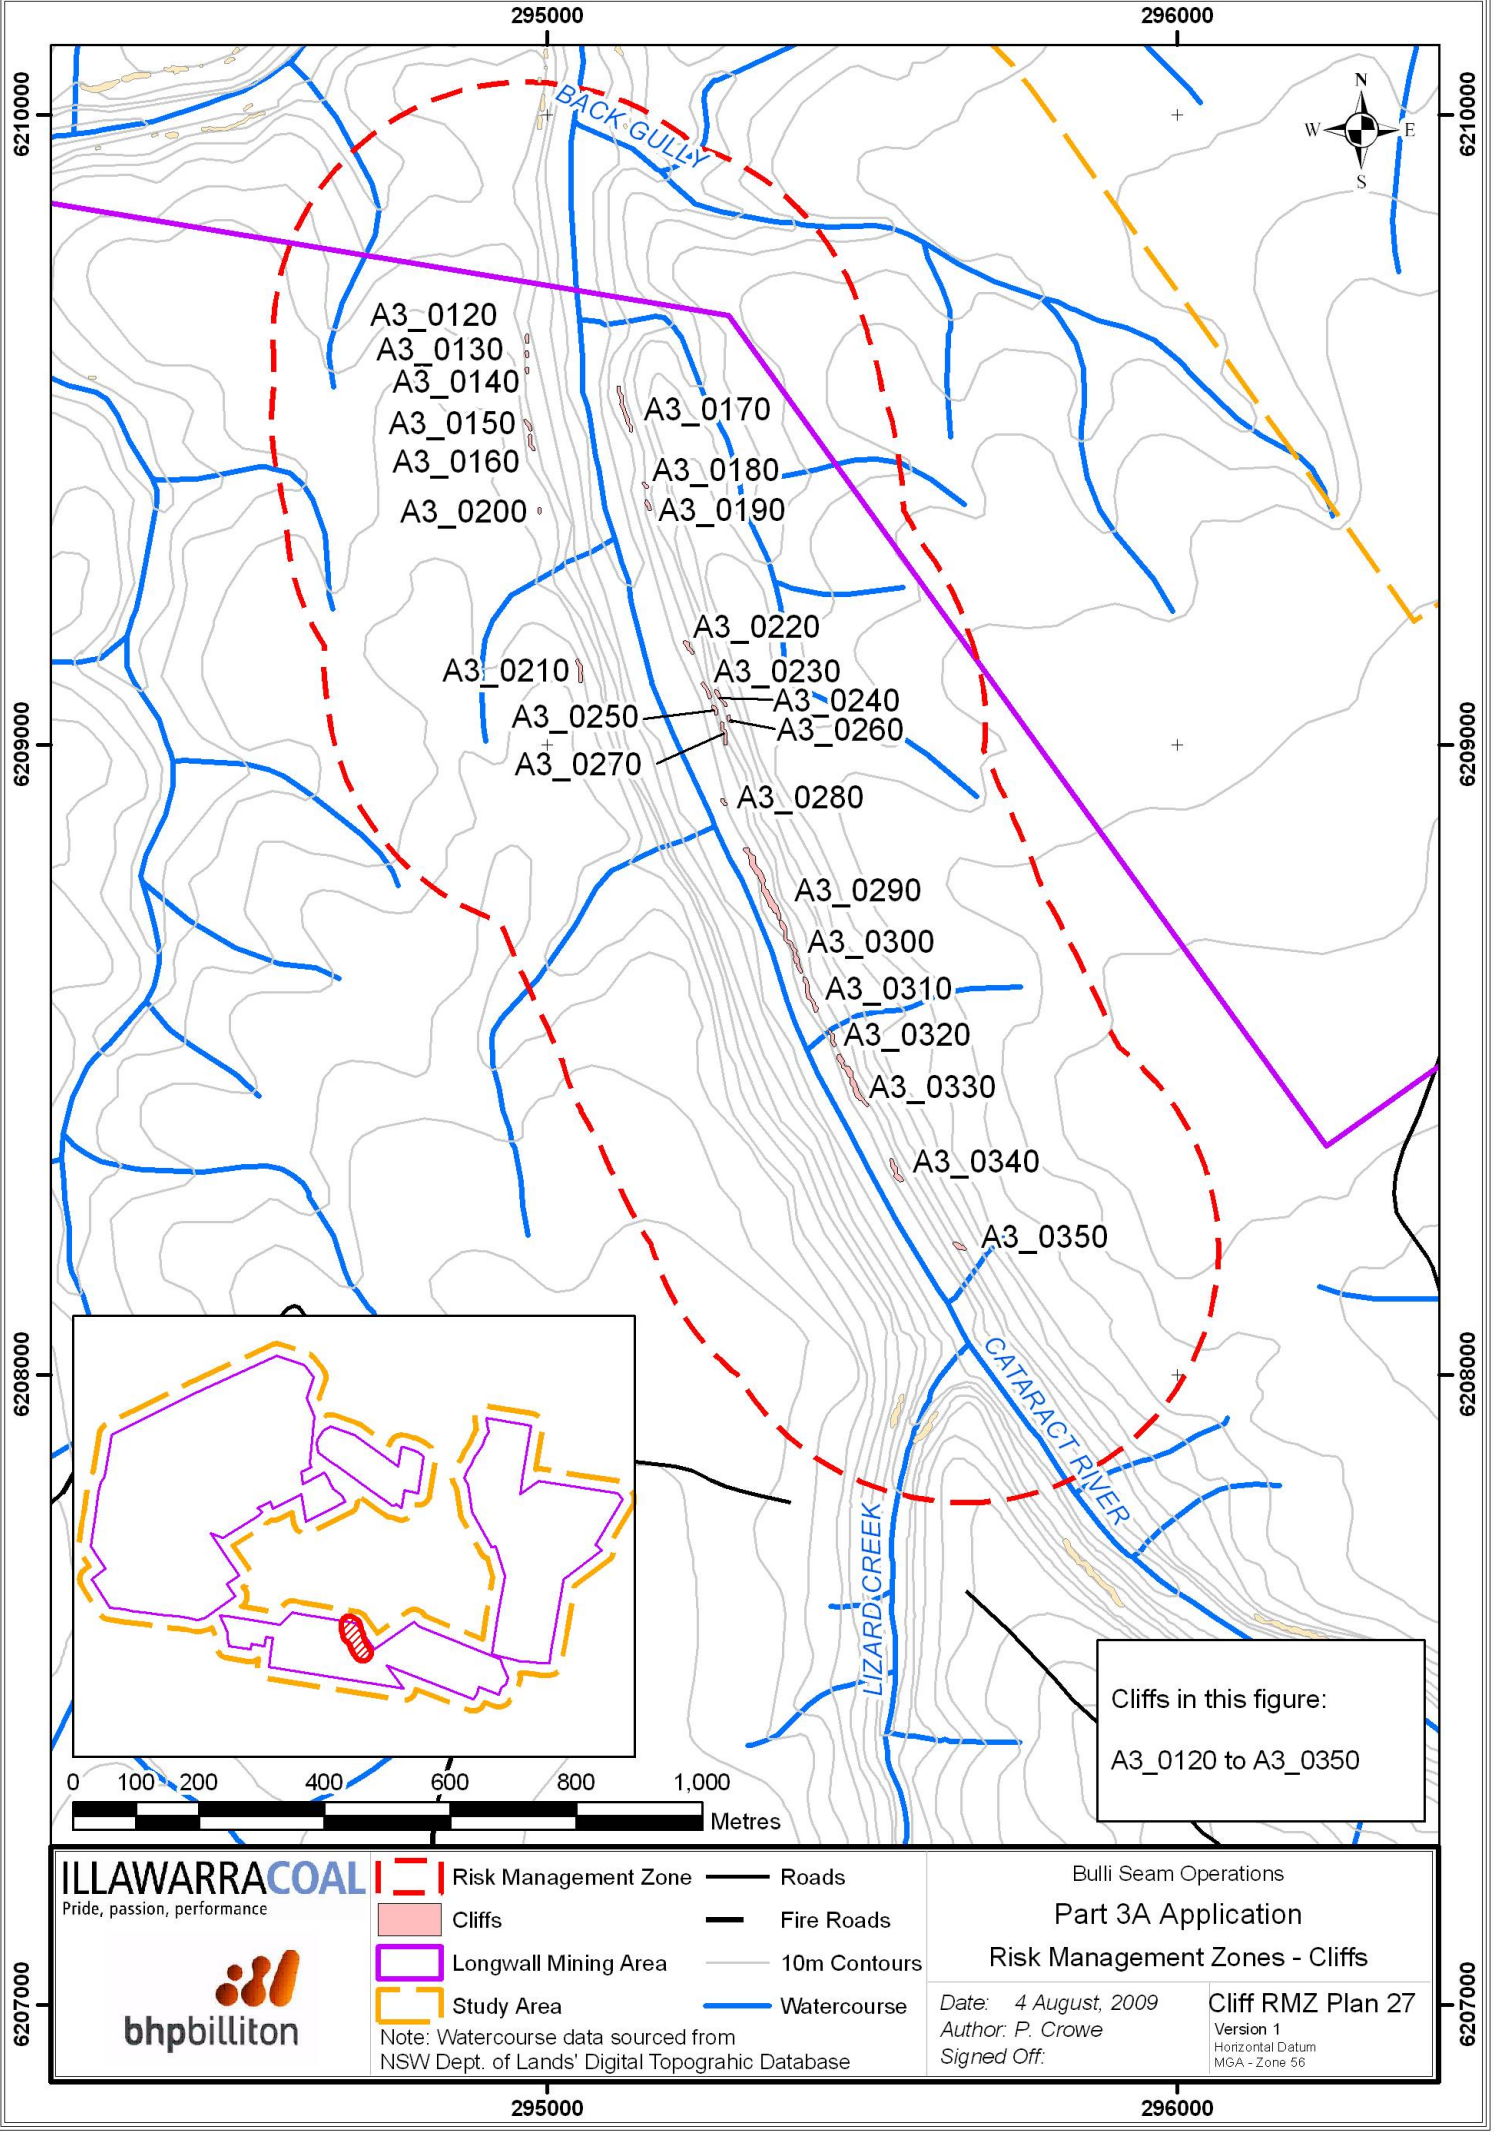 295000
296000
6210000
6210000
N
W
E
S
BACK GULLY
A3_0120
A3_0130
A3_0140
A3_0150
A3_0160
A3_0170
A3_0180
A3_0190
A3_0200
A3_0220
A3_0210
A3_0230
A3_0240
A3_0250
A3_0260
A3_0270
6209000
6209000
A3_0280
A3_0290
A3_0300
A3_0310
A3_0320
A3_0330
A3_0340
A3_0350
6208000
6208000
CATARACT RIVER
LIZARD CREEK
Cliffs in this figure:
A3_0120 to A3_0350
0 100 200 400 600 800 1,000
Metres
ILLAWARRACOAL
Pride, passion, performance
bhpbilliton
Risk Management Zone
Cliffs
Longwall Mining Area
Study Area
Roads
Fire Roads
10m Contours
Watercourse
Note: Watercourse data sourced from
NSW Dept. of Lands' Digital Topograhic Database
Bulli Seam Operations
Part 3A Application
Risk Management Zones - Cliffs
Date: 4 August, 2009
Author: P. Crowe
Signed Off:
Cliff RMZ Plan 27
Version 1
Horizontal Datum
MGA - Zone 56
6207000
6207000
295000
296000